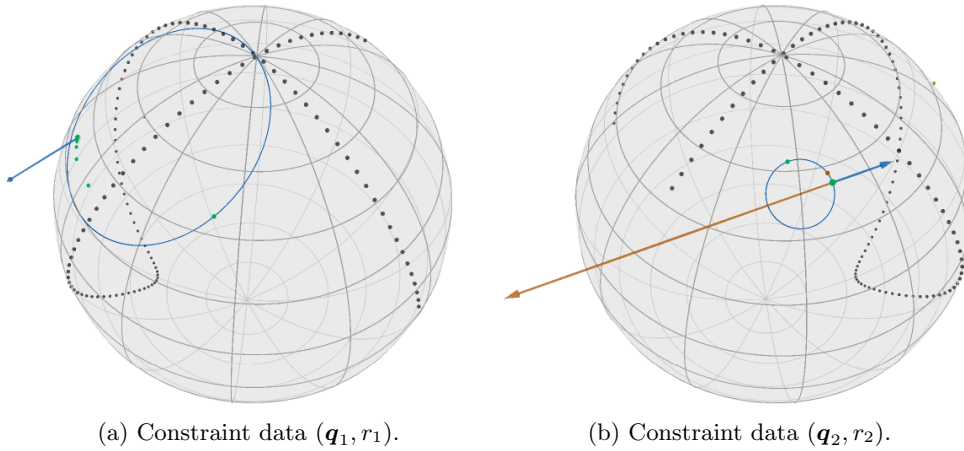 (a) Constraint data (𝒒₁, r₁).
(b) Constraint data (𝒒₂, r₂).